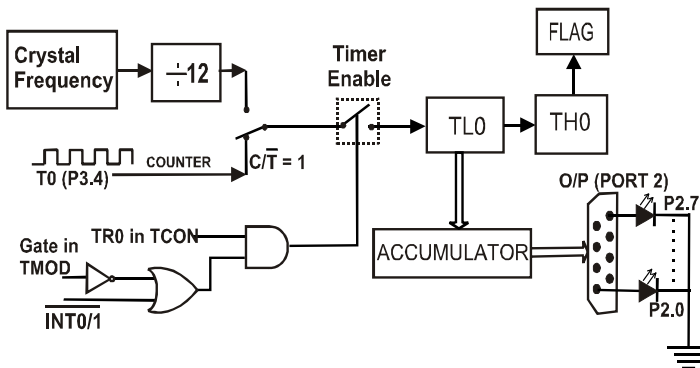 Crystal
Frequency
÷12
Timer
Enable
FLAG
TL0
TH0
T0 (P3.4)
COUNTER
C/T̅ = 1
O/P (PORT 2)
P2.7
TR0 in TCON
Gate in
TMOD
ACCUMULATOR
INT0/1
P2.0